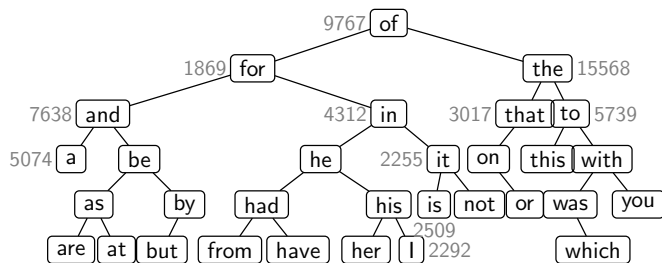 9767 of
1869 for the 15568
7638 and 4312 in 3017 that to 5739
5074 a be he 2255 it on this with
as by had his is not or was you
2509
are at but from have her I 2292 which